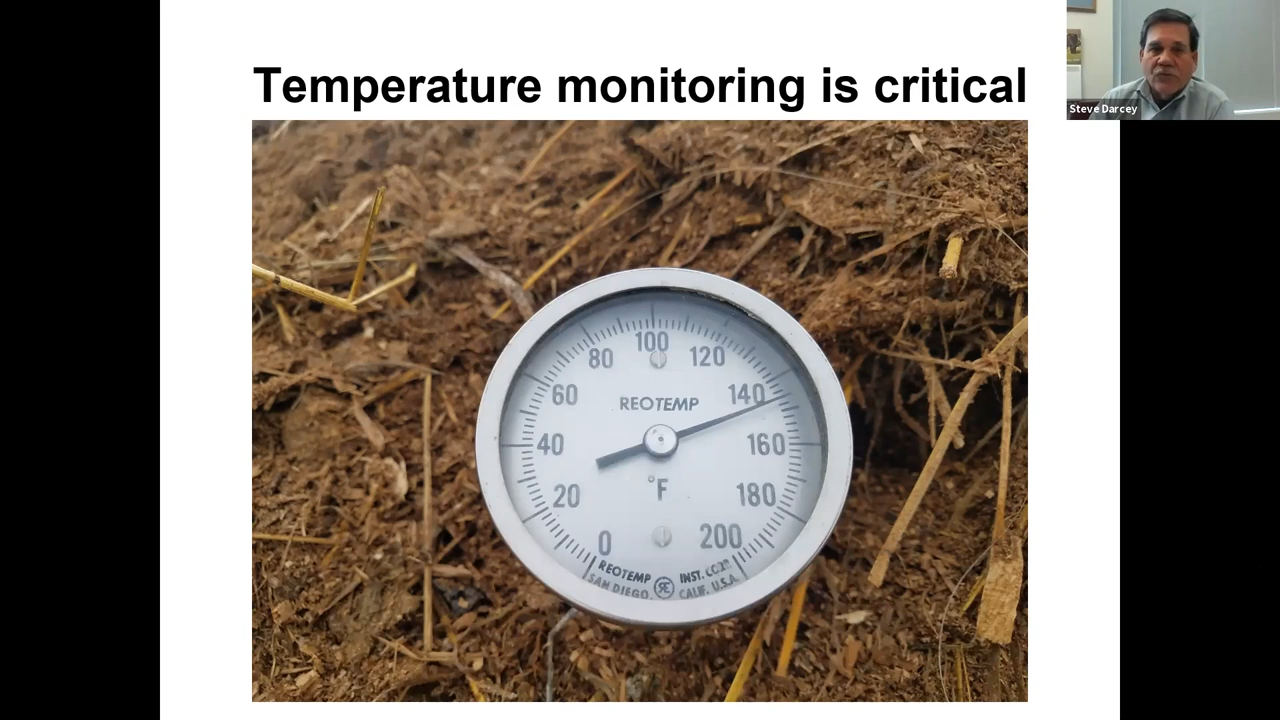 Temperature monitoring is critical
Steve Darcey
100
80
120
60
140
REOTEMP
40
160
°F
20
180
0
200
REOTEMP
INST. CORP.
SAN DIEGO,
CALIF. U.S.A.